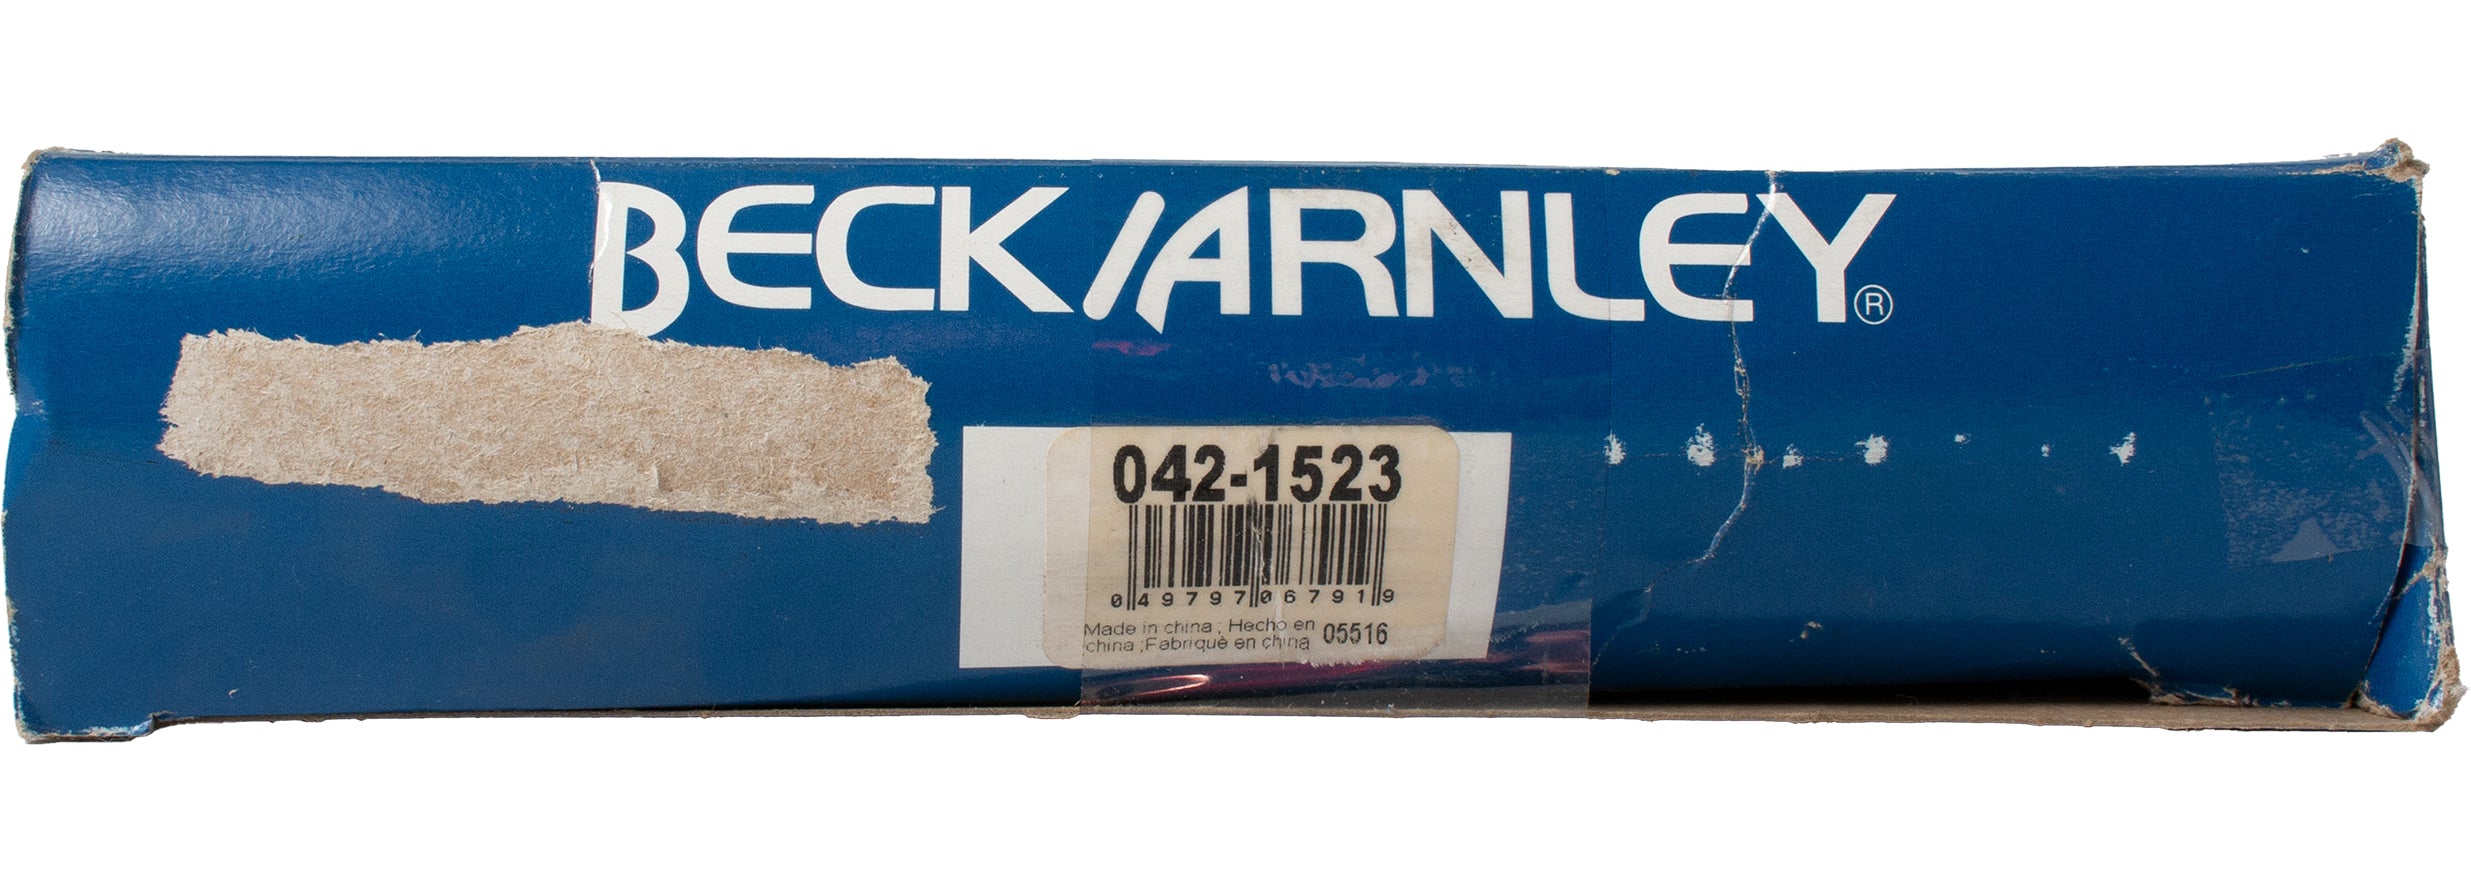 BECK/ARNLEY®
042-1523
0 49797 06791 9
Made in china ; Hecho en
china ;Fabriquè en china 05516